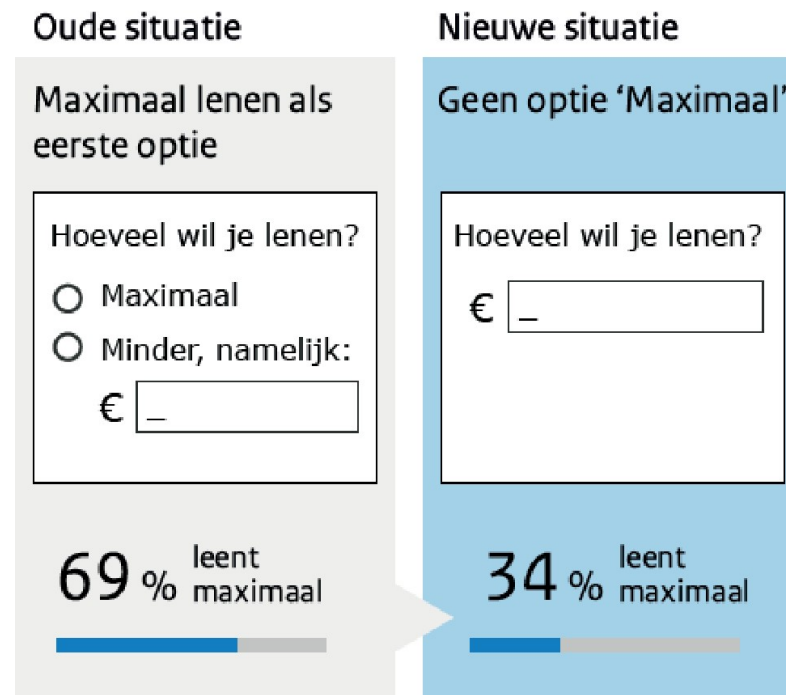 Oude situatie
Maximaal lenen als
eerste optie
Hoeveel wil je lenen?
Maximaal
Minder, namelijk:
€ _
69 % leent
maximaal
Nieuwe situatie
Geen optie ‘Maximaal’
Hoeveel wil je lenen?
€ _
34 % leent
maximaal